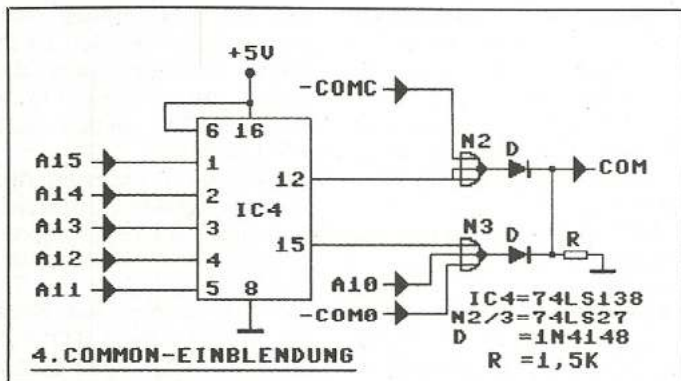 +5V
-COMC
6 16
N2
D
A15
1
COM
A14
2
12
A13
3
IC4
N3
15
D
R
A12
4
A10
A11
5
8
-COM0
IC4=74LS138
N2/3=74LS27
D =1N4148
R =1,5K
4.COMMON-EINBLENDUNG